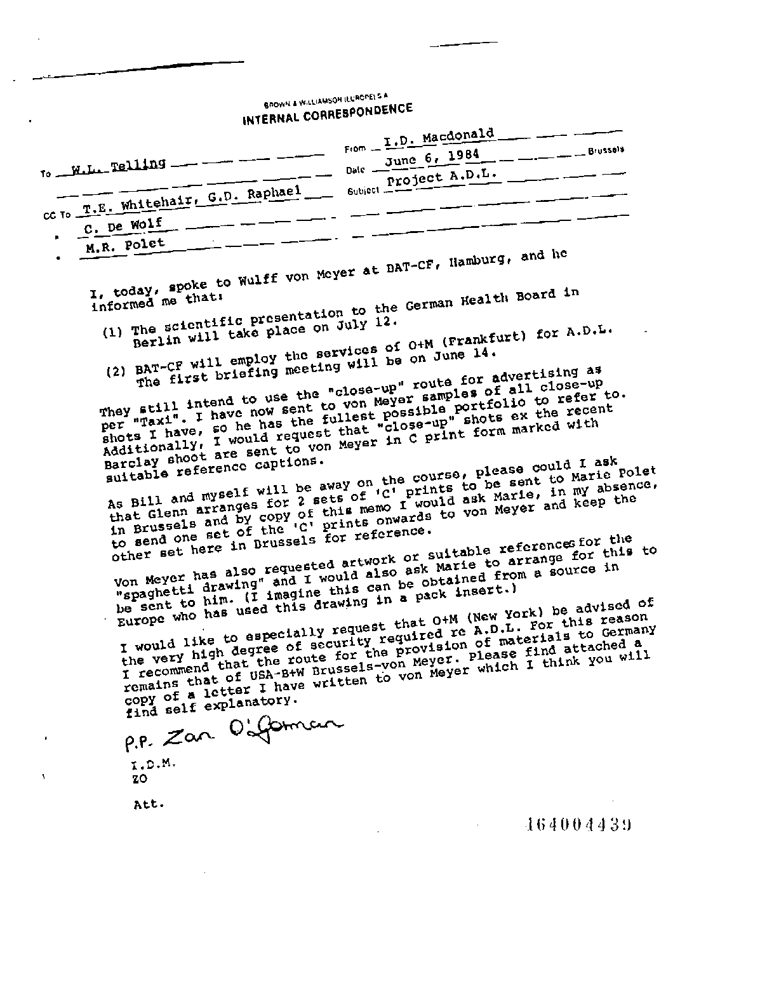 BROWN & WILLIAMSON (EUROPE) S A
INTERNAL CORRESPONDENCE
To W.L. Telling
From I.D. Macdonald
Date June 6, 1984 Brussels
Subject Project A.D.L.
CC To T.E. Whitehair, G.D. Raphael
" C. De Wolf
" M.R. Polet
I, today, spoke to Wulff von Meyer at BAT-CF, Hamburg, and he
informed me that:
(1) The scientific presentation to the German Health Board in
Berlin will take place on July 12.
(2) BAT-CF will employ the services of O+M (Frankfurt) for A.D.L.
The first briefing meeting will be on June 14.
They still intend to use the "close-up" route for advertising as
per "Taxi". I have now sent to von Meyer samples of all close-up
shots I have, so he has the fullest possible portfolio to refer to.
Additionally, I would request that "close-up" shots ex the recent
Barclay shoot are sent to von Meyer in C print form marked with
suitable reference captions.
As Bill and myself will be away on the course, please could I ask
that Glenn arranges for 2 sets of 'C' prints to be sent to Marie Polet
in Brussels and by copy of this memo I would ask Marie, in my absence,
to send one set of the 'C' prints onwards to von Meyer and keep the
other set here in Brussels for reference.
Von Meyer has also requested artwork or suitable references for the
"spaghetti drawing" and I would also ask Marie to arrange for this to
be sent to him. (I imagine this can be obtained from a source in
Europe who has used this drawing in a pack insert.)
I would like to especially request that O+M (New York) be advised of
the very high degree of security required re A.D.L. For this reason
I recommend that the route for the provision of materials to Germany
remains that of USA-B+W Brussels-von Meyer. Please find attached a
copy of a letter I have written to von Meyer which I think you will
find self explanatory.
P.P. Zan O'Gorman
I.D.M.
ZO
Att.
164004439